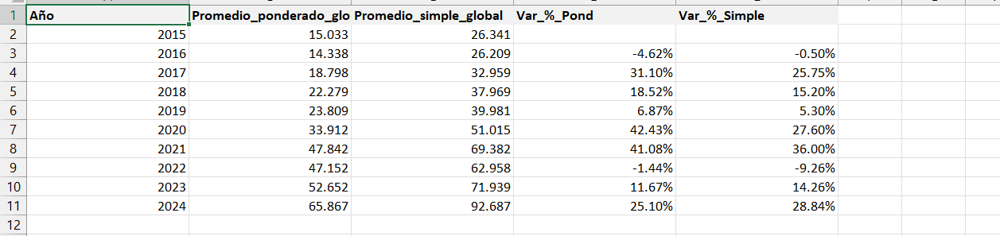 1 Año Promedio_ponderado_glo Promedio_simple_global Var_%_Pond Var_%_Simple
2 2015 15.033 26.341
3 2016 14.338 26.209 -4.62% -0.50%
4 2017 18.798 32.959 31.10% 25.75%
5 2018 22.279 37.969 18.52% 15.20%
6 2019 23.809 39.981 6.87% 5.30%
7 2020 33.912 51.015 42.43% 27.60%
8 2021 47.842 69.382 41.08% 36.00%
9 2022 47.152 62.958 -1.44% -9.26%
10 2023 52.652 71.939 11.67% 14.26%
11 2024 65.867 92.687 25.10% 28.84%
12